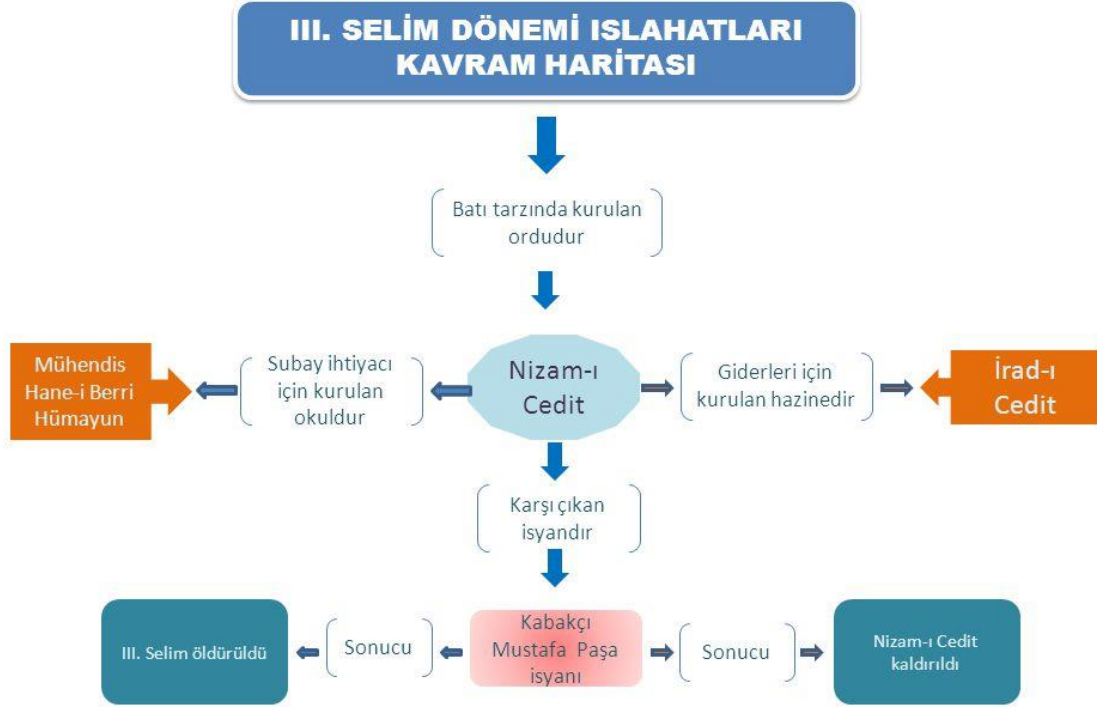 III. SELİM DÖNEMİ ISLAHATLARI
KAVRAM HARİTASI
Batı tarzında kurulan
ordudur
Mühendis
Hane-i Berri
Hümayun
Subay ihtiyacı
için kurulan
okuldur
Nizam-ı
Cedit
Giderleri için
kurulan hazinedir
İrad-ı
Cedit
Karşı çıkan
isyandır
III. Selim öldürüldü
Sonucu
Kabakçı
Mustafa Paşa
isyanı
Sonucu
Nizam-ı Cedit
kaldırıldı